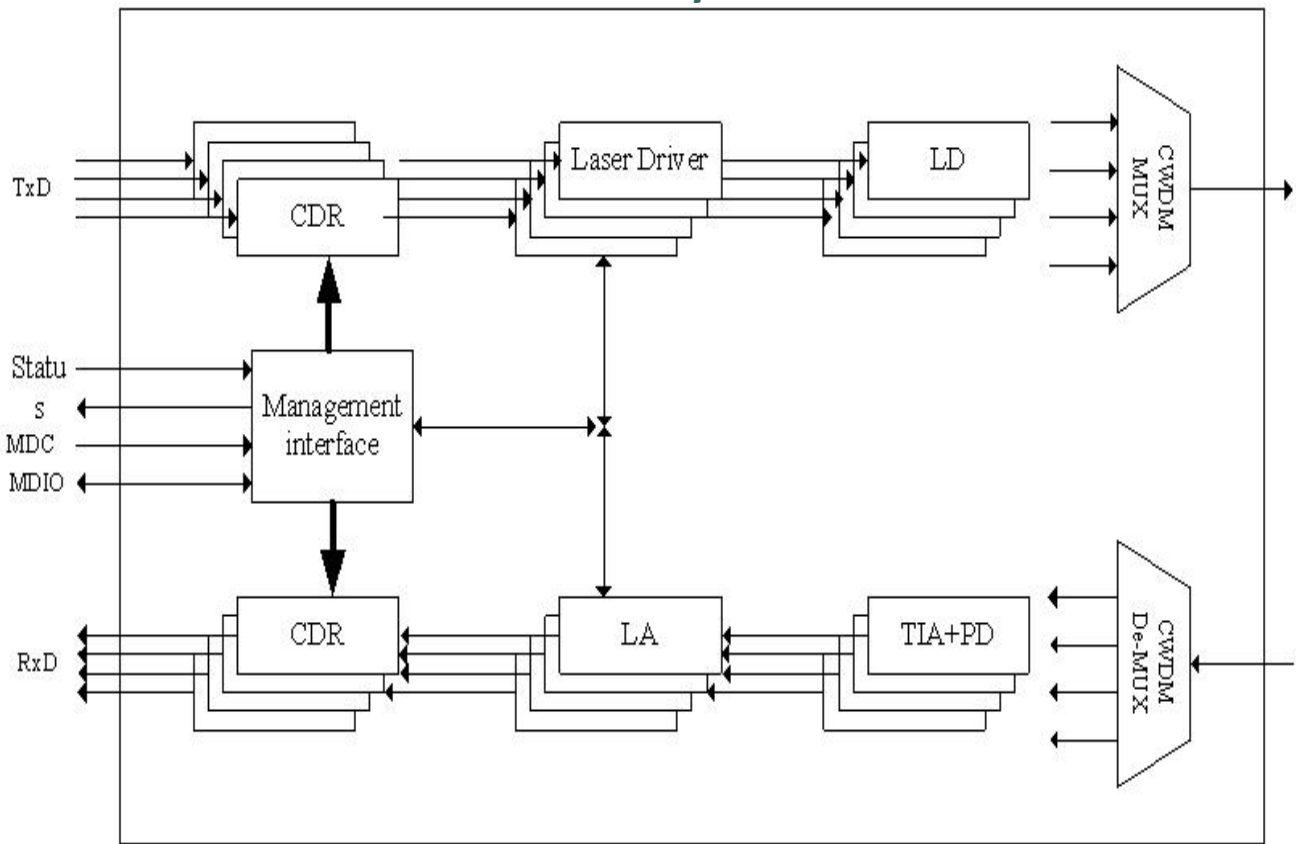 TxD
CDR
Laser Driver
LD
CWDM
MUX
Statu
s
MDC
MDIO
Management
interface
RxD
CDR
LA
TIA+PD
CWDM
De-MUX